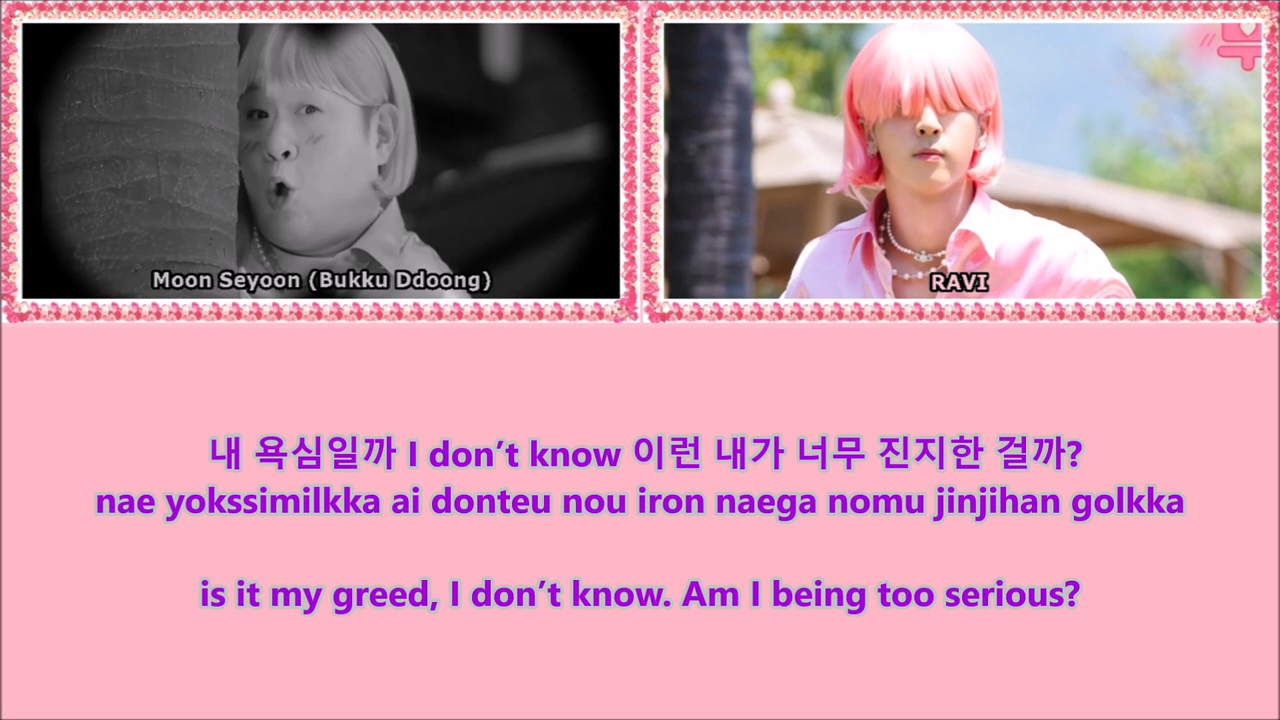 Moon Seyoon (Bukku Ddoong)
RAVI
내 욕심일까 I don’t know 이런 내가 너무 진지한 걸까?
nae yokssimilkka ai donteu nou iron naega nomu jinjihan golkka
is it my greed, I don’t know. Am I being too serious?